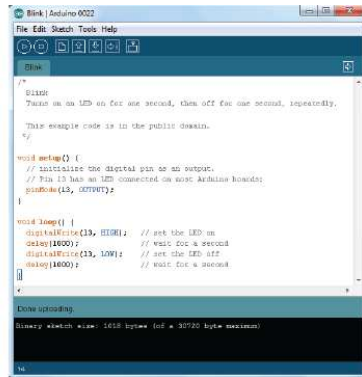 Blink | Arduino 0022
File Edit Sketch Tools Help
Blink
/*
Blink
Turns on an LED on for one second, then off for one second, repeatedly.
This example code is in the public domain.
*/
void setup() {
// initialize the digital pin as an output.
// Pin 13 has an LED connected on most Arduino boards:
pinMode(13, OUTPUT);
}
void loop() {
digitalWrite(13, HIGH); // set the LED on
delay(1000); // wait for a second
digitalWrite(13, LOW); // set the LED off
delay(1000); // wait for a second
}
Done uploading.
Binary sketch size: 1018 bytes (of a 30720 byte maximum)